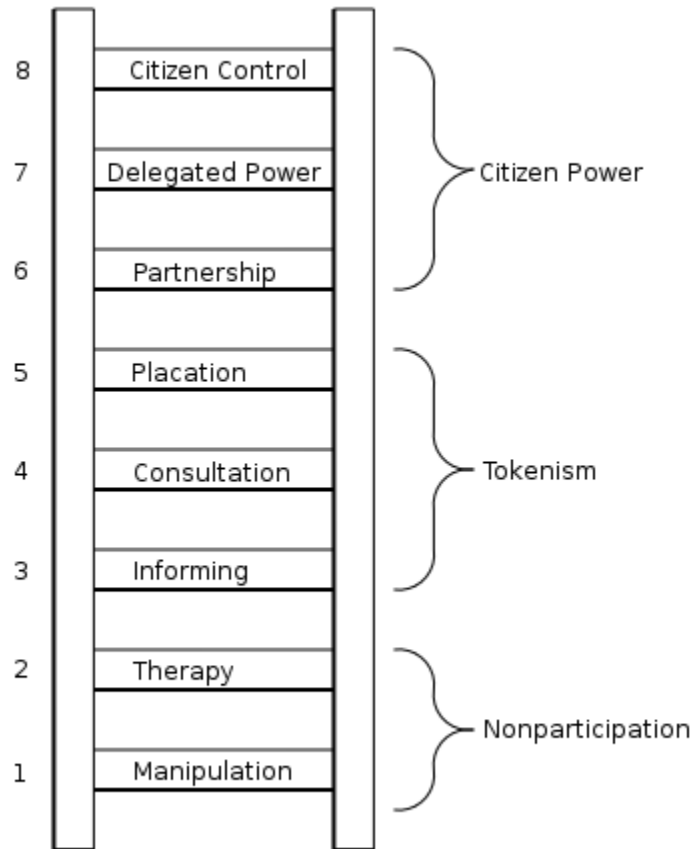 8 Citizen Control
7 Delegated Power Citizen Power
6 Partnership
5 Placation
4 Consultation Tokenism
3 Informing
2 Therapy
Nonparticipation
1 Manipulation